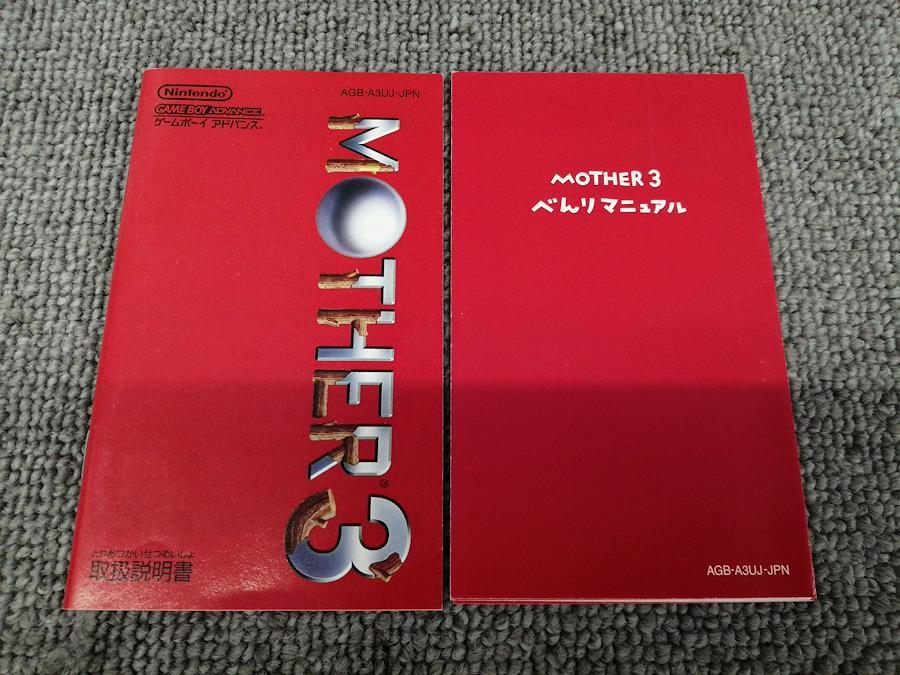 Nintendo
GAME BOY ADVANCE
ゲームボーイ アドバンス®
AGB-A3UJ-JPN
MOTHER®3
とりあつかいせつめいしょ
取扱説明書
MOTHER 3
べんりマニュアル
AGB-A3UJ-JPN